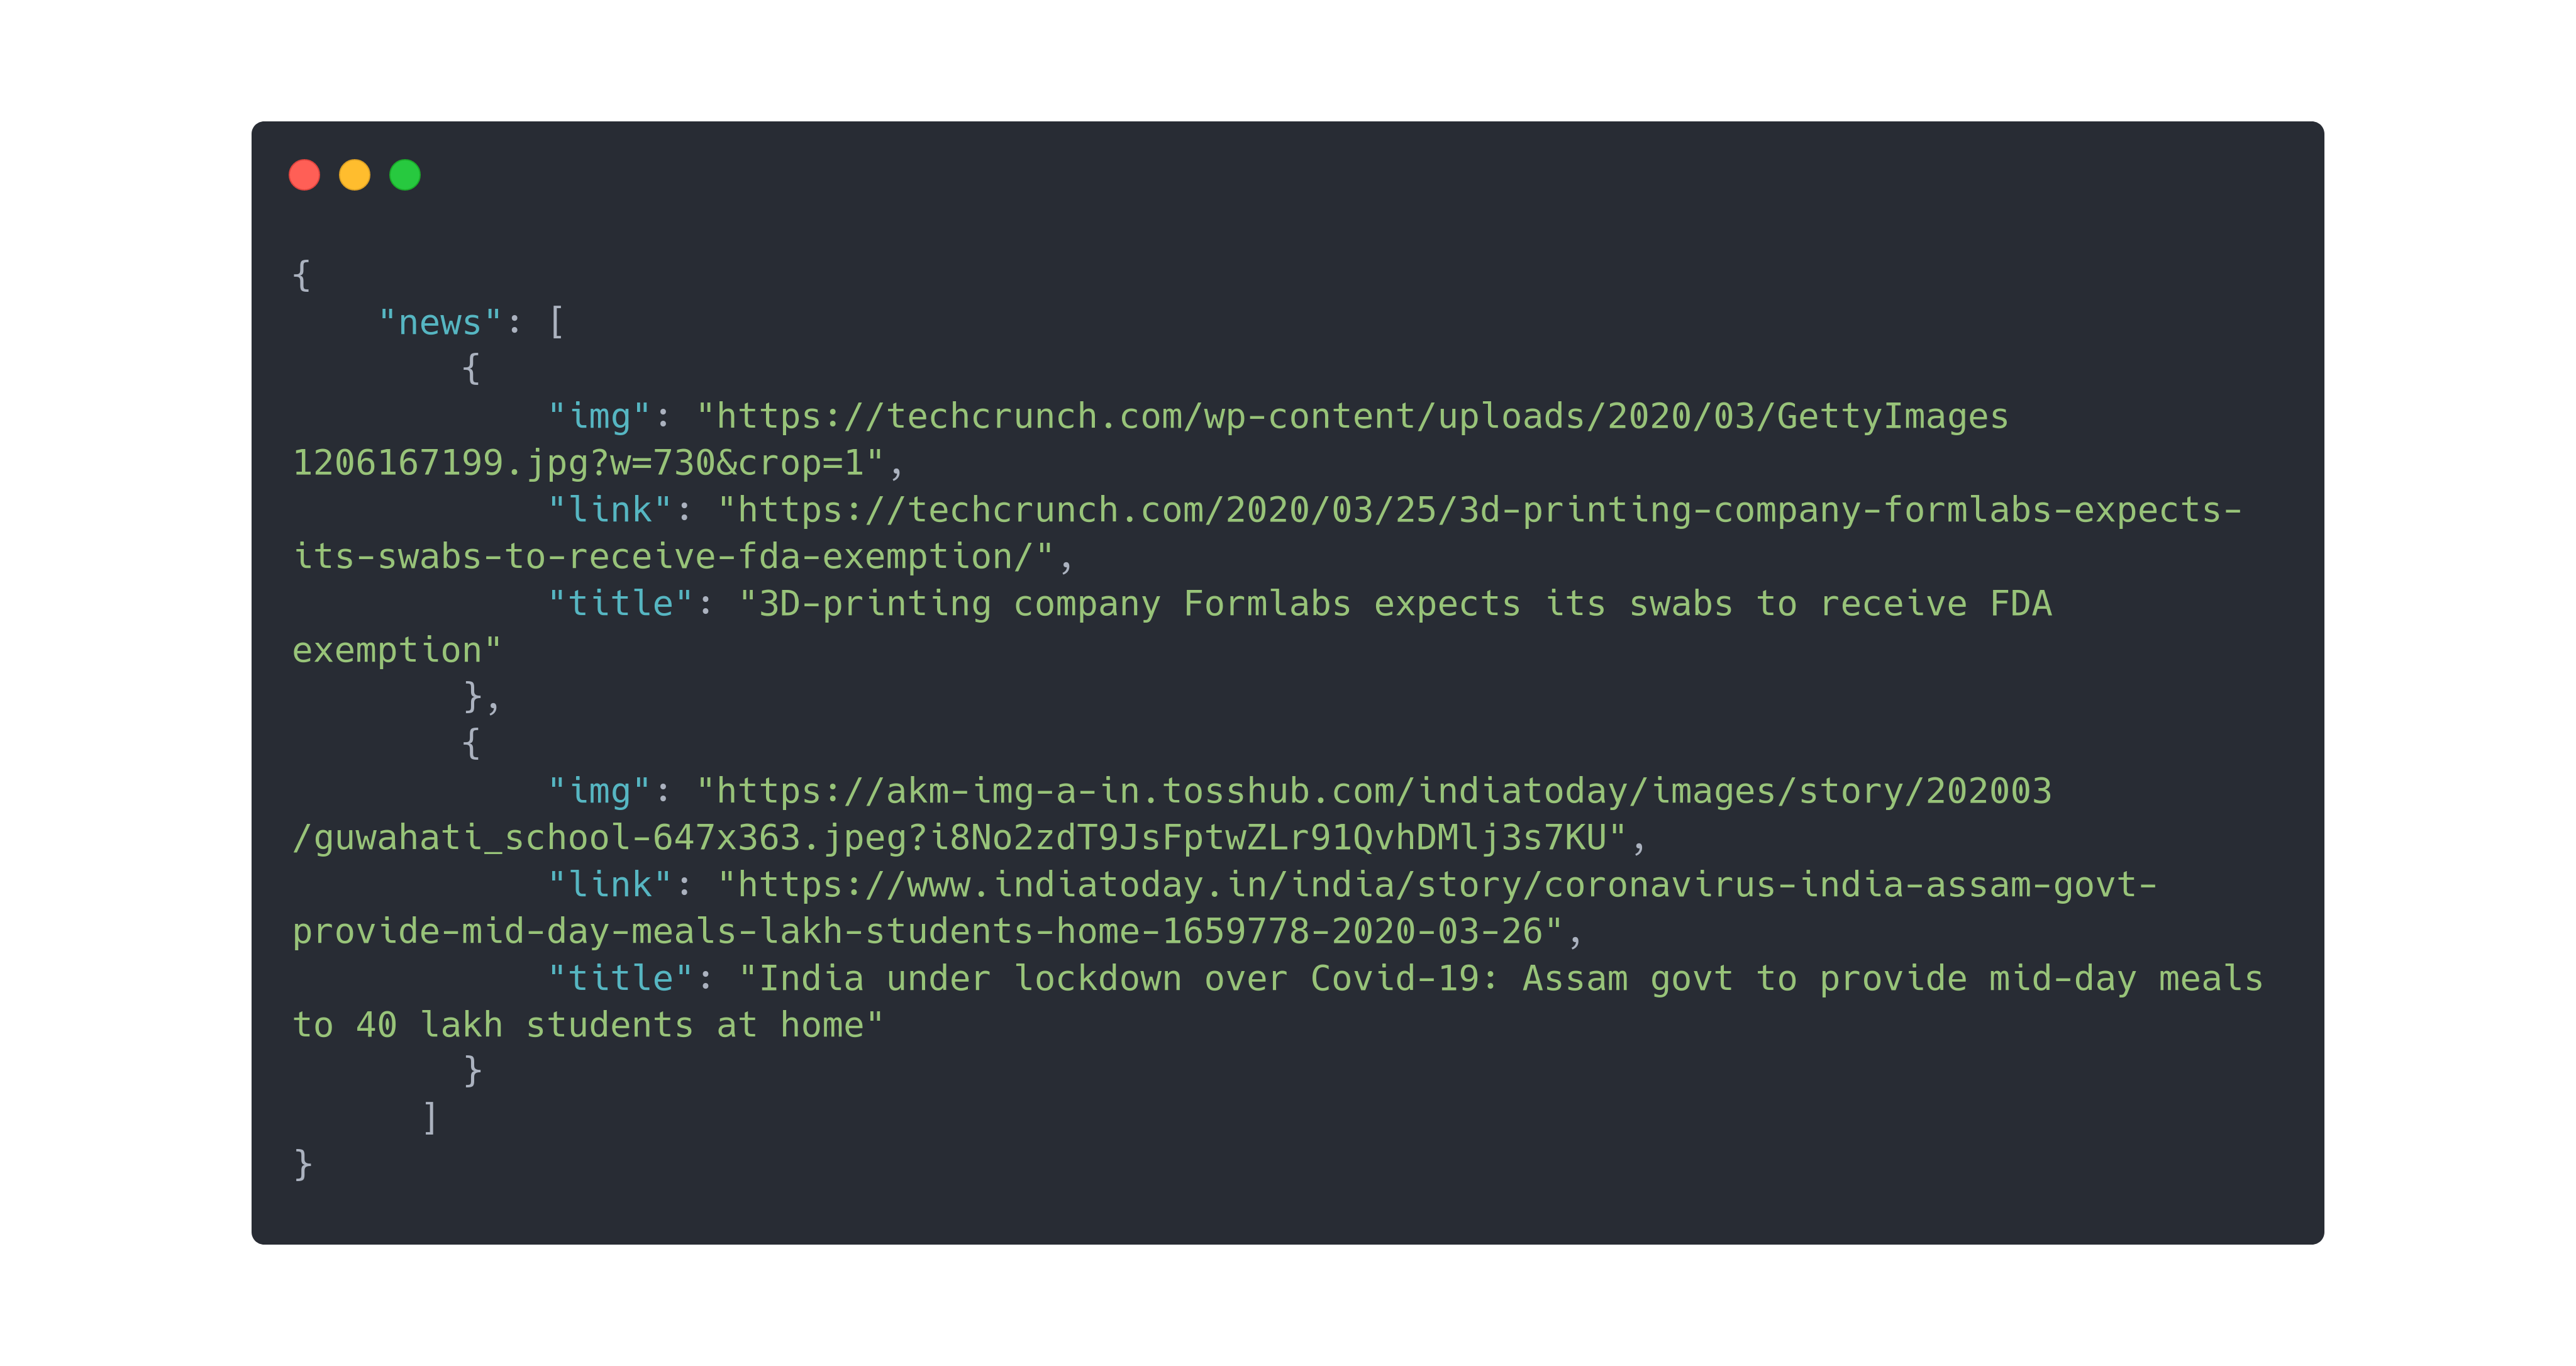 {
    "news": [
        {
            "img": "https://techcrunch.com/wp-content/uploads/2020/03/GettyImages
1206167199.jpg?w=730&crop=1",
            "link": "https://techcrunch.com/2020/03/25/3d-printing-company-formlabs-expects-
its-swabs-to-receive-fda-exemption/",
            "title": "3D-printing company Formlabs expects its swabs to receive FDA
exemption"
        },
        {
            "img": "https://akm-img-a-in.tosshub.com/indiatoday/images/story/202003
/guwahati_school-647x363.jpeg?i8No2zdT9JsFptwZLr91QvhDMlj3s7KU",
            "link": "https://www.indiatoday.in/india/story/coronavirus-india-assam-govt-
provide-mid-day-meals-lakh-students-home-1659778-2020-03-26",
            "title": "India under lockdown over Covid-19: Assam govt to provide mid-day meals
to 40 lakh students at home"
        }
      ]
}